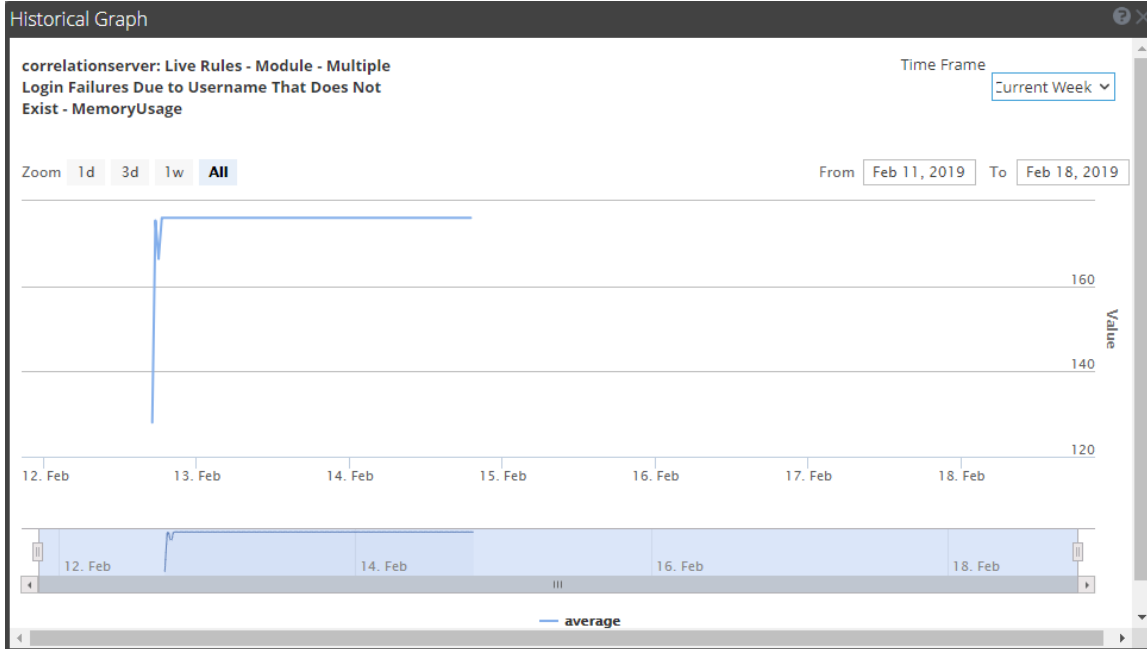 Historical Graph
correlationserver: Live Rules - Module - Multiple
Login Failures Due to Username That Does Not
Exist - MemoryUsage
Time Frame
Current Week
Zoom 1d 3d 1w All
From Feb 11, 2019 To Feb 18, 2019
160
Value
140
120
12. Feb 13. Feb 14. Feb 15. Feb 16. Feb 17. Feb 18. Feb
12. Feb 14. Feb 16. Feb 18. Feb
average